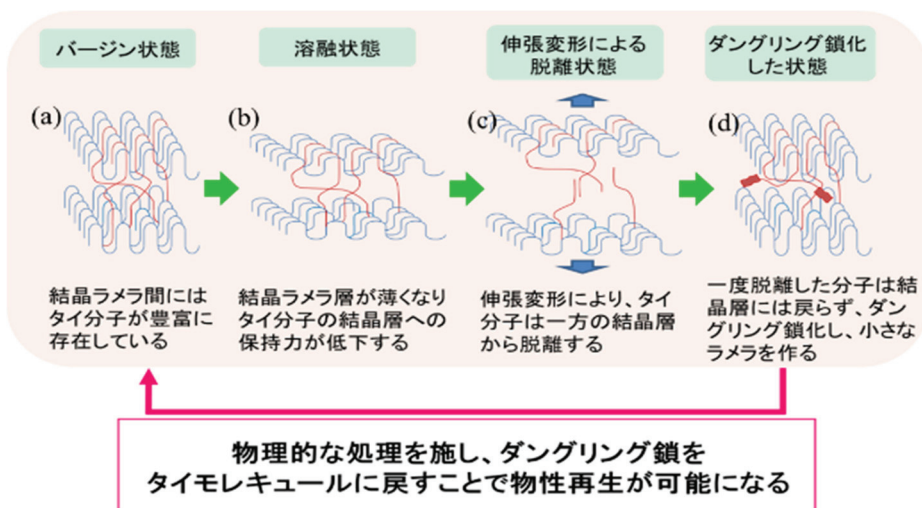 バージン状態
溶融状態
伸張変形による
脱離状態
ダングリング鎖化
した状態
(a)
(b)
(c)
(d)
結晶ラメラ間には
タイ分子が豊富に
存在している
結晶ラメラ層が薄くなり
タイ分子の結晶層への
保持力が低下する
伸張変形により、タイ
分子は一方の結晶層
から脱離する
一度脱離した分子は結
晶層には戻らず、ダン
グリング鎖化し、小さな
ラメラを作る
物理的な処理を施し、ダングリング鎖を
タイモレキュールに戻すことで物性再生が可能になる